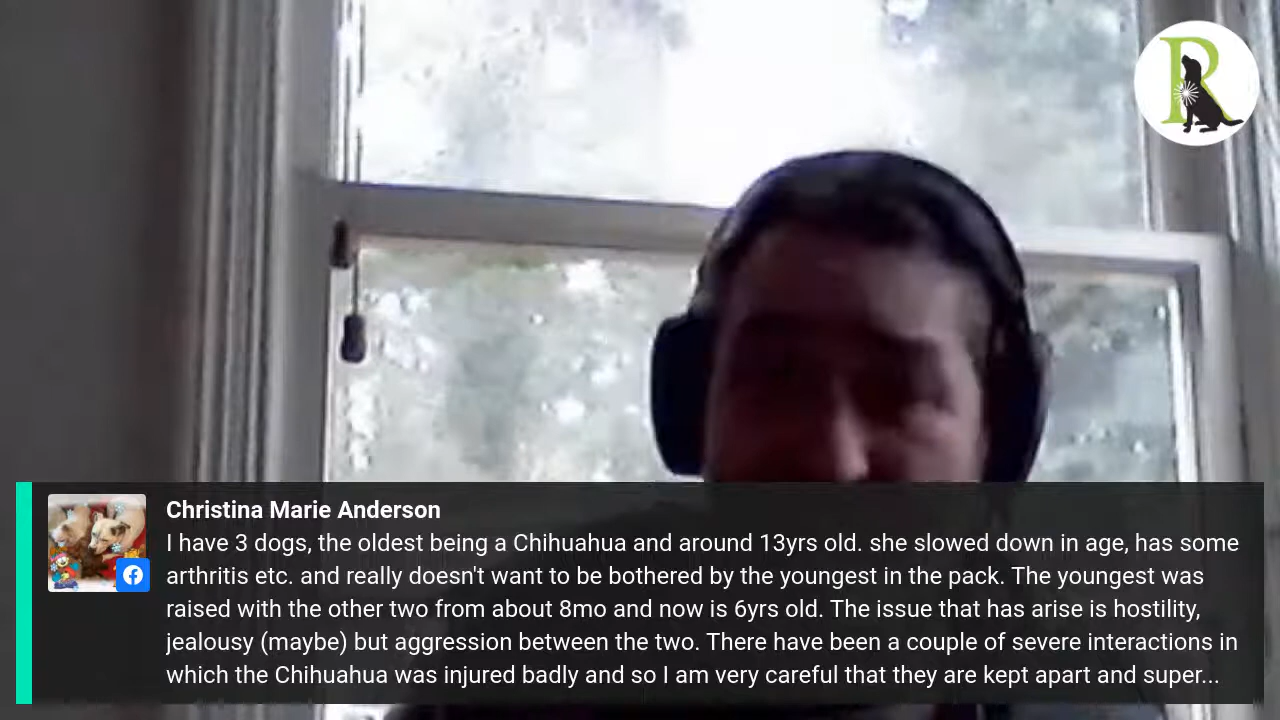 R
Christina Marie Anderson
I have 3 dogs, the oldest being a Chihuahua and around 13yrs old. she slowed down in age, has some
arthritis etc. and really doesn't want to be bothered by the youngest in the pack. The youngest was
raised with the other two from about 8mo and now is 6yrs old. The issue that has arise is hostility,
jealousy (maybe) but aggression between the two. There have been a couple of severe interactions in
which the Chihuahua was injured badly and so I am very careful that they are kept apart and super...